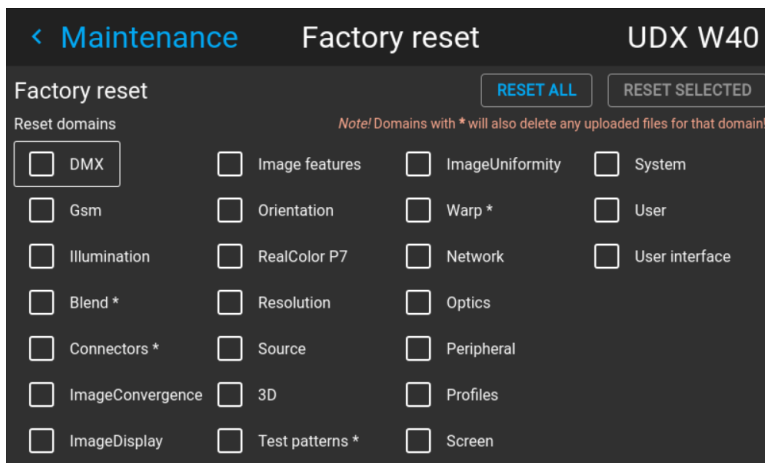 < Maintenance Factory reset UDX W40
Factory reset RESET ALL RESET SELECTED
Reset domains Note! Domains with * will also delete any uploaded files for that domain!
DMX Image features ImageUniformity System
Gsm Orientation Warp * User
Illumination RealColor P7 Network User interface
Blend * Resolution Optics
Connectors * Source Peripheral
ImageConvergence 3D Profiles
ImageDisplay Test patterns * Screen